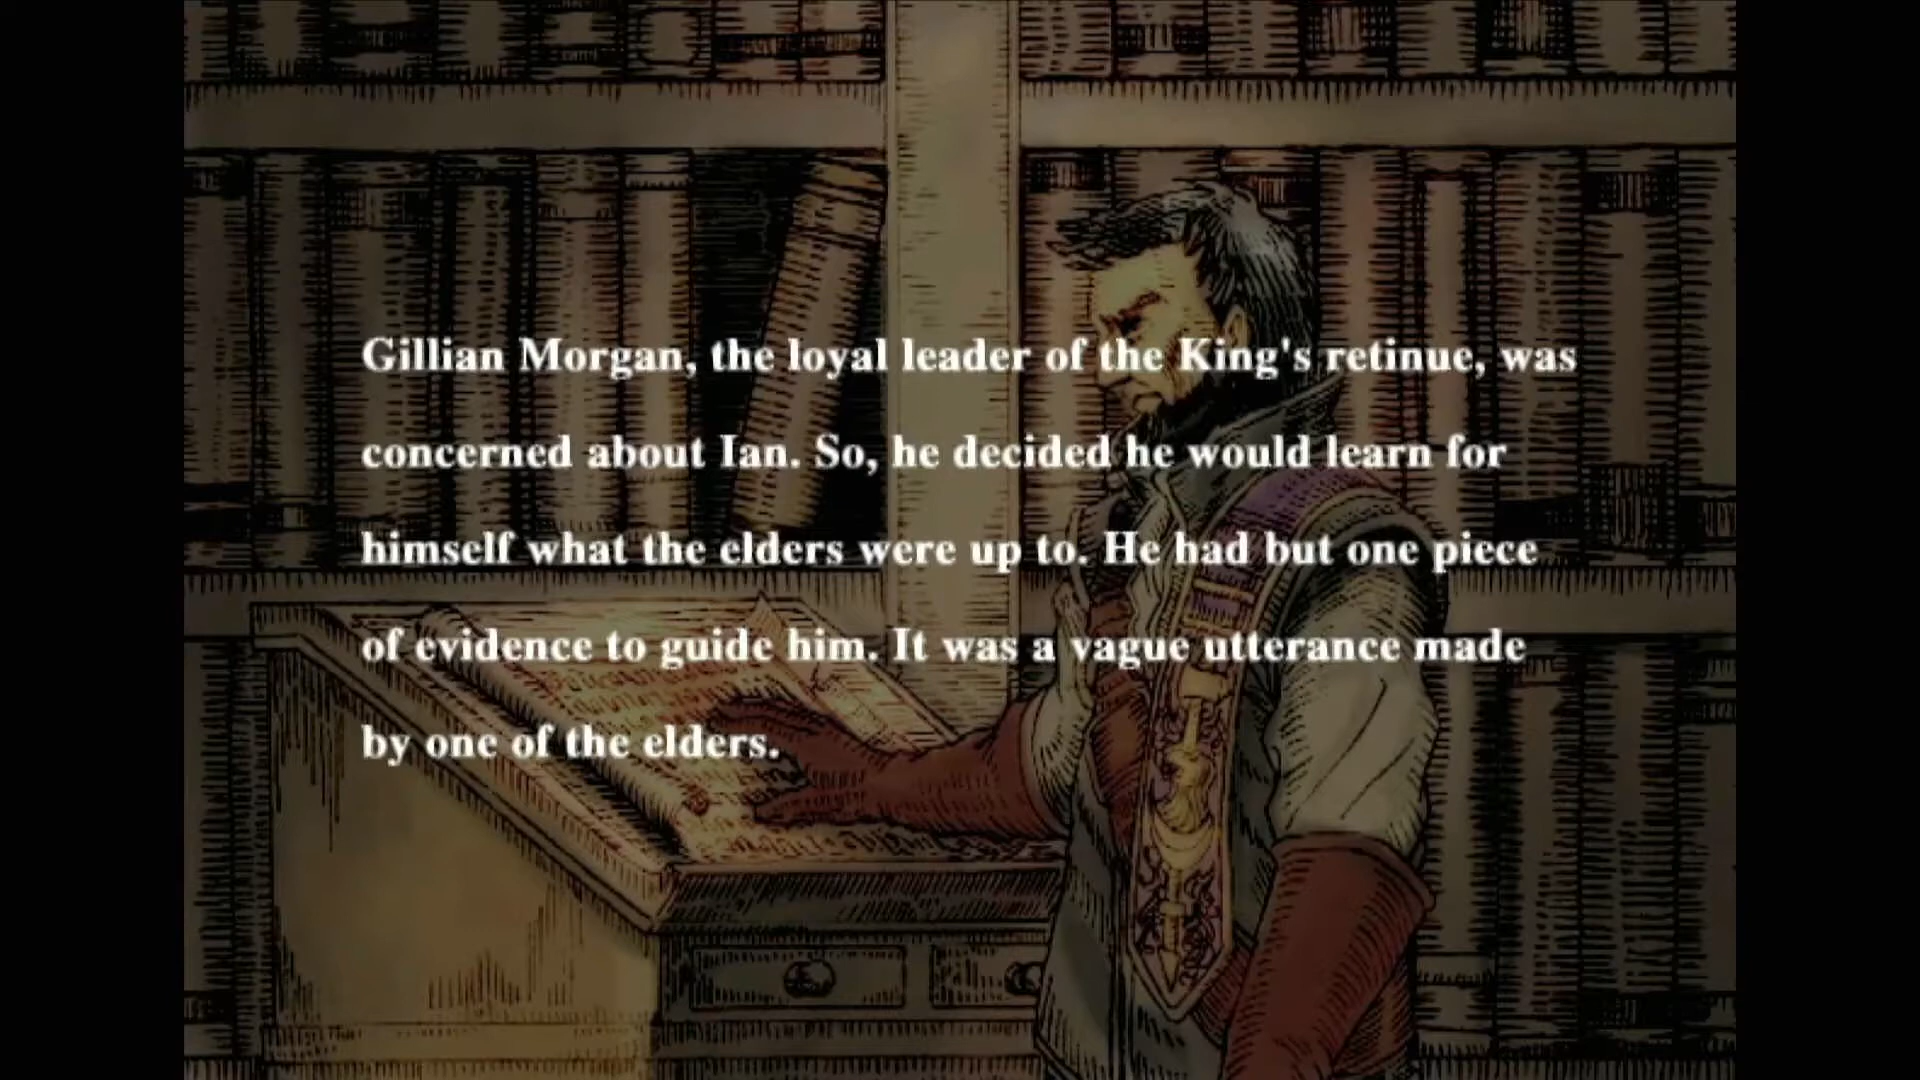 Gillian Morgan, the loyal leader of the King's retinue, was
concerned about Ian. So, he decided he would learn for
himself what the elders were up to. He had but one piece
of evidence to guide him. It was a vague utterance made
by one of the elders.